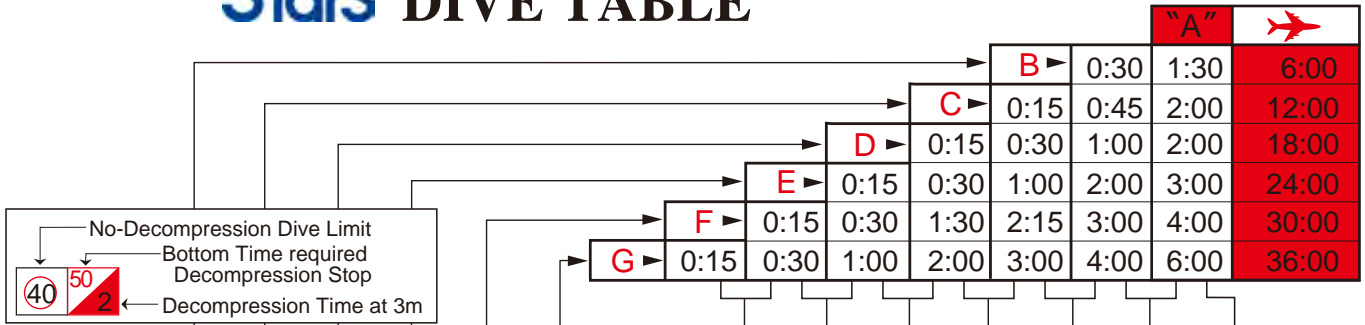 Stars DIVE TABLE
"A"
B 0:30 1:30 6:00
C 0:15 0:45 2:00 12:00
D 0:15 0:30 1:00 2:00 18:00
E 0:15 0:30 1:00 2:00 3:00 24:00
F 0:15 0:30 1:30 2:15 3:00 4:00 30:00
G 0:15 0:30 1:00 2:00 3:00 4:00 6:00 36:00
No-Decompression Dive Limit
Bottom Time required
Decompression Stop
40 50 2 Decompression Time at 3m